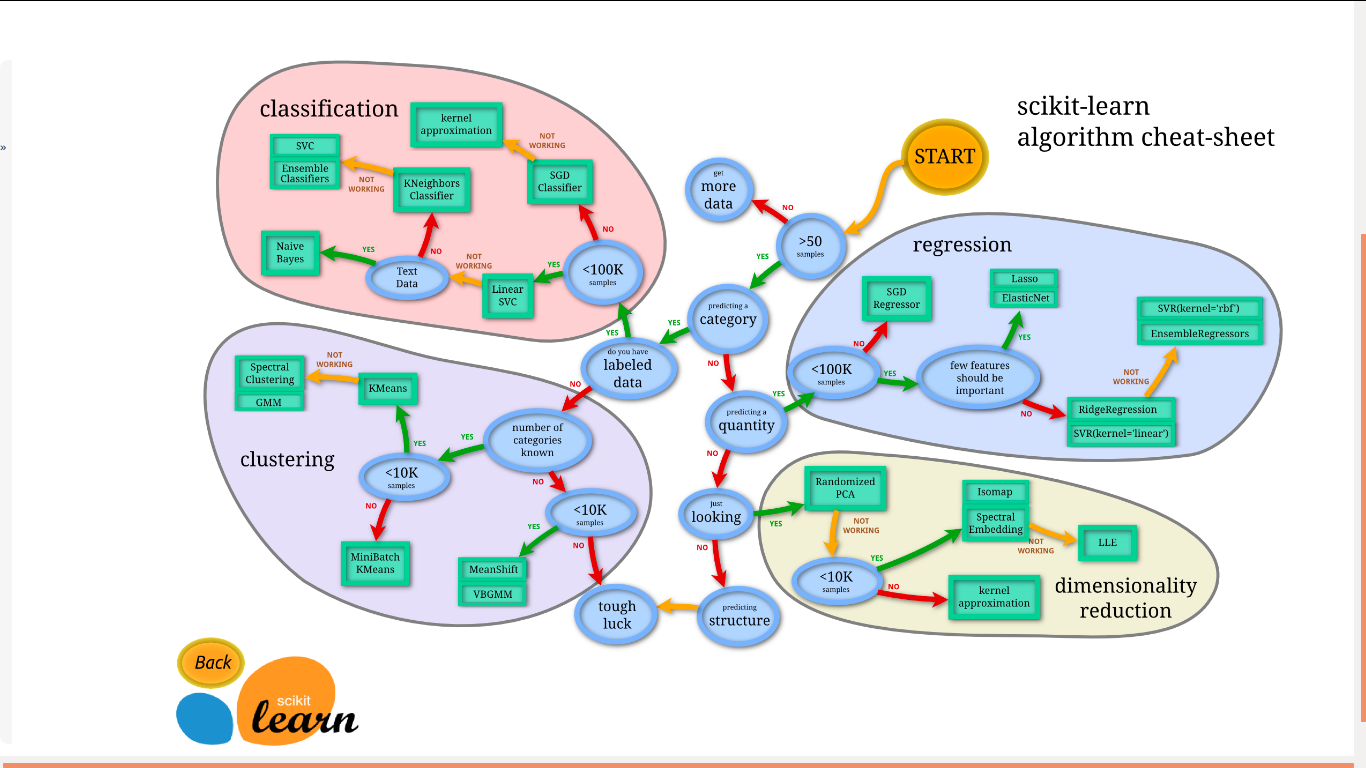 scikit-learn
algorithm cheat-sheet
START
>50
samples
NO
get
more
data
YES
predicting a
category
YES
do you have
labeled
data
YES
NO
NO
predicting a
quantity
YES
NO
just
looking
YES
NO
predicting
structure
tough
luck
classification
<100K
samples
NO
SGD
Classifier
NOT
WORKING
kernel
approximation
YES
Linear
SVC
NOT
WORKING
Text
Data
YES
Naive
Bayes
NO
KNeighbors
Classifier
NOT
WORKING
SVC
Ensemble
Classifiers
clustering
number of
categories
known
YES
<10K
samples
YES
KMeans
NOT
WORKING
Spectral
Clustering
GMM
NO
MiniBatch
KMeans
NO
<10K
samples
YES
MeanShift
VBGMM
NO
regression
<100K
samples
NO
SGD
Regressor
YES
few features
should be
important
YES
Lasso
ElasticNet
NO
RidgeRegression
SVR(kernel='linear')
NOT
WORKING
SVR(kernel='rbf')
EnsembleRegressors
dimensionality
reduction
Randomized
PCA
NOT
WORKING
<10K
samples
YES
Isomap
Spectral
Embedding
NOT
WORKING
LLE
NO
kernel
approximation
Back
scikit
learn
»